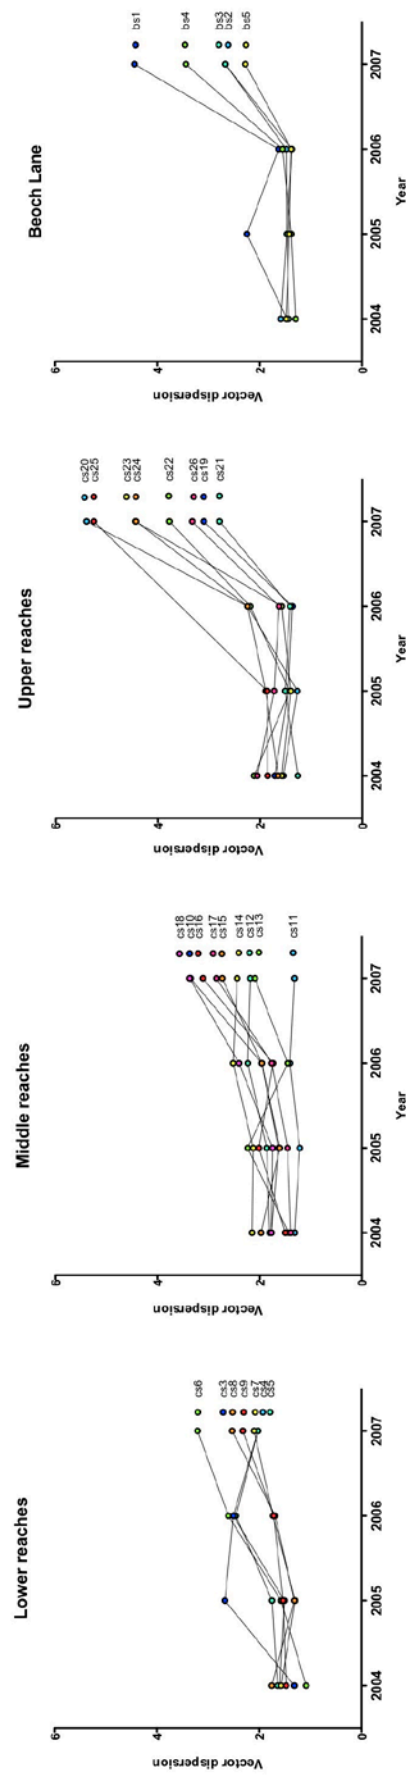 Lower reaches
Vector dispersion
6
4
2
0
2004
2005
2006
2007
cs6
cs3
cs8
cs9
cs7
cs4
cs5
Middle reaches
Vector dispersion
6
4
2
0
2004
2005
2006
2007
Year
cs18
cs10
cs16
cs17
cs15
cs14
cs12
cs13
cs11
Upper reaches
Vector dispersion
6
4
2
0
2004
2005
2006
2007
Year
cs20
cs25
cs23
cs24
cs22
cs26
cs19
cs21
Beoch Lane
Vector dispersion
6
4
2
0
2004
2005
2006
2007
Year
bs1
bs4
bs3
bs2
bs5